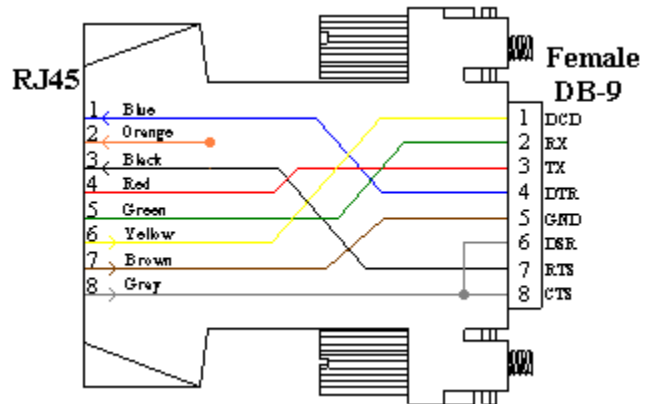 RJ45
Female
DB-9
1 Blue
2 Orange
3 Black
4 Red
5 Green
6 Yellow
7 Brown
8 Grey
1 DCD
2 RX
3 TX
4 DTR
5 GND
6 DSR
7 RTS
8 CTS